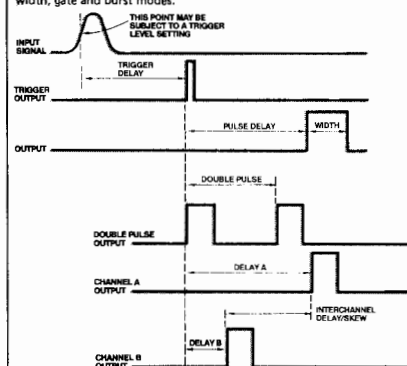 width, gate and burst modes.
THIS POINT MAY BE
SUBJECT TO A TRIGGER
LEVEL SETTING
INPUT
SIGNAL
TRIGGER
DELAY
TRIGGER
OUTPUT
PULSE DELAY
WIDTH
OUTPUT
DOUBLE PULSE
DOUBLE PULSE
OUTPUT
DELAY A
CHANNEL A
OUTPUT
INTERCHANNEL
DELAY/SKEW
DELAY B
CHANNEL B
OUTPUT